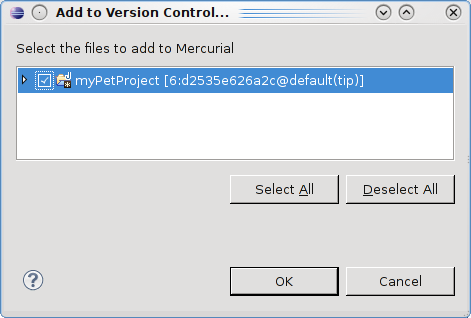 Add to Version Control...
Select the files to add to Mercurial
myPetProject [6:d2535e626a2c@default(tip)]
Select All
Deselect All
?
OK
Cancel